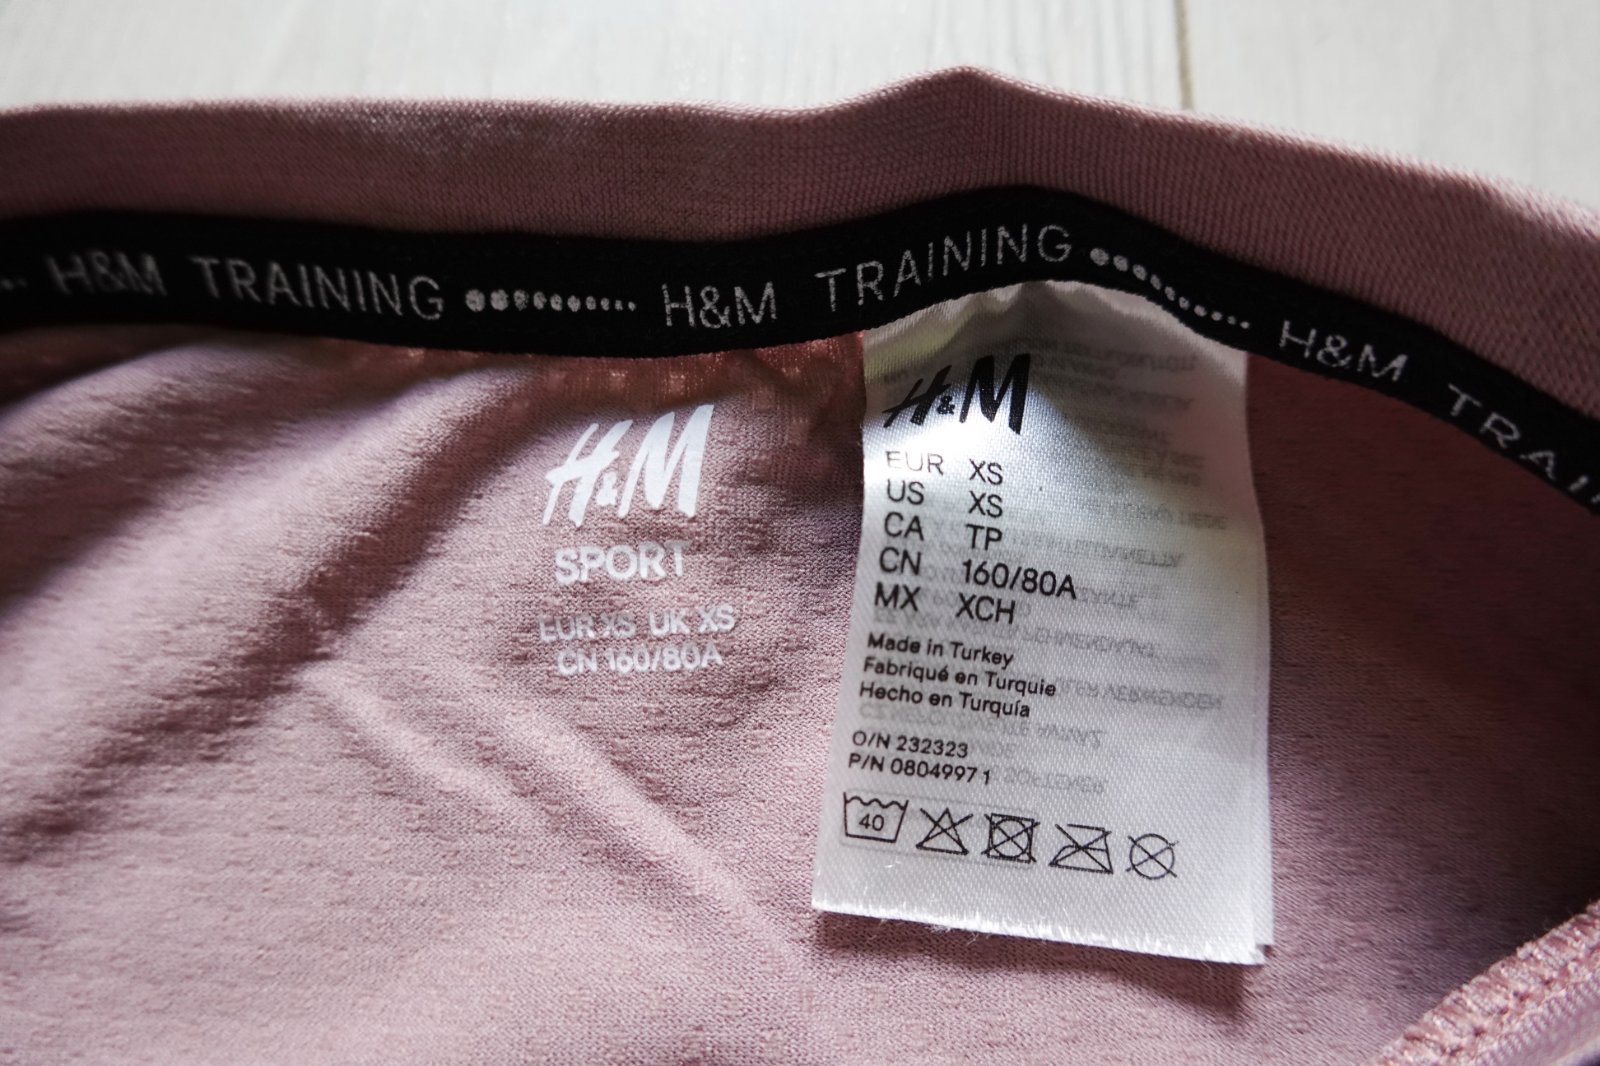 H&M TRAINING H&M TRAINING H&M
H&M
SPORT
EUR XS UK XS
CN 160/80A
H&M
EUR XS
US XS
CA TP
CN 160/80A
MX XCH
Made in Turkey
Fabriqué en Turquie
Hecho en Turquía
O/N 232323
P/N 0804997 1
40